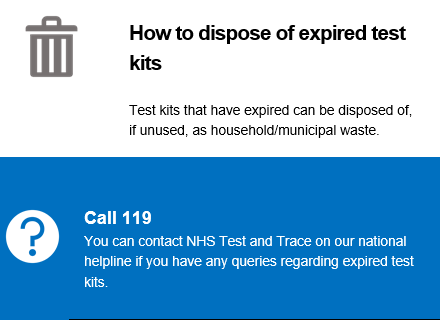 How to dispose of expired test
kits
Test kits that have expired can be disposed of,
if unused, as household/municipal waste.
?
Call 119
You can contact NHS Test and Trace on our national
helpline if you have any queries regarding expired test
kits.